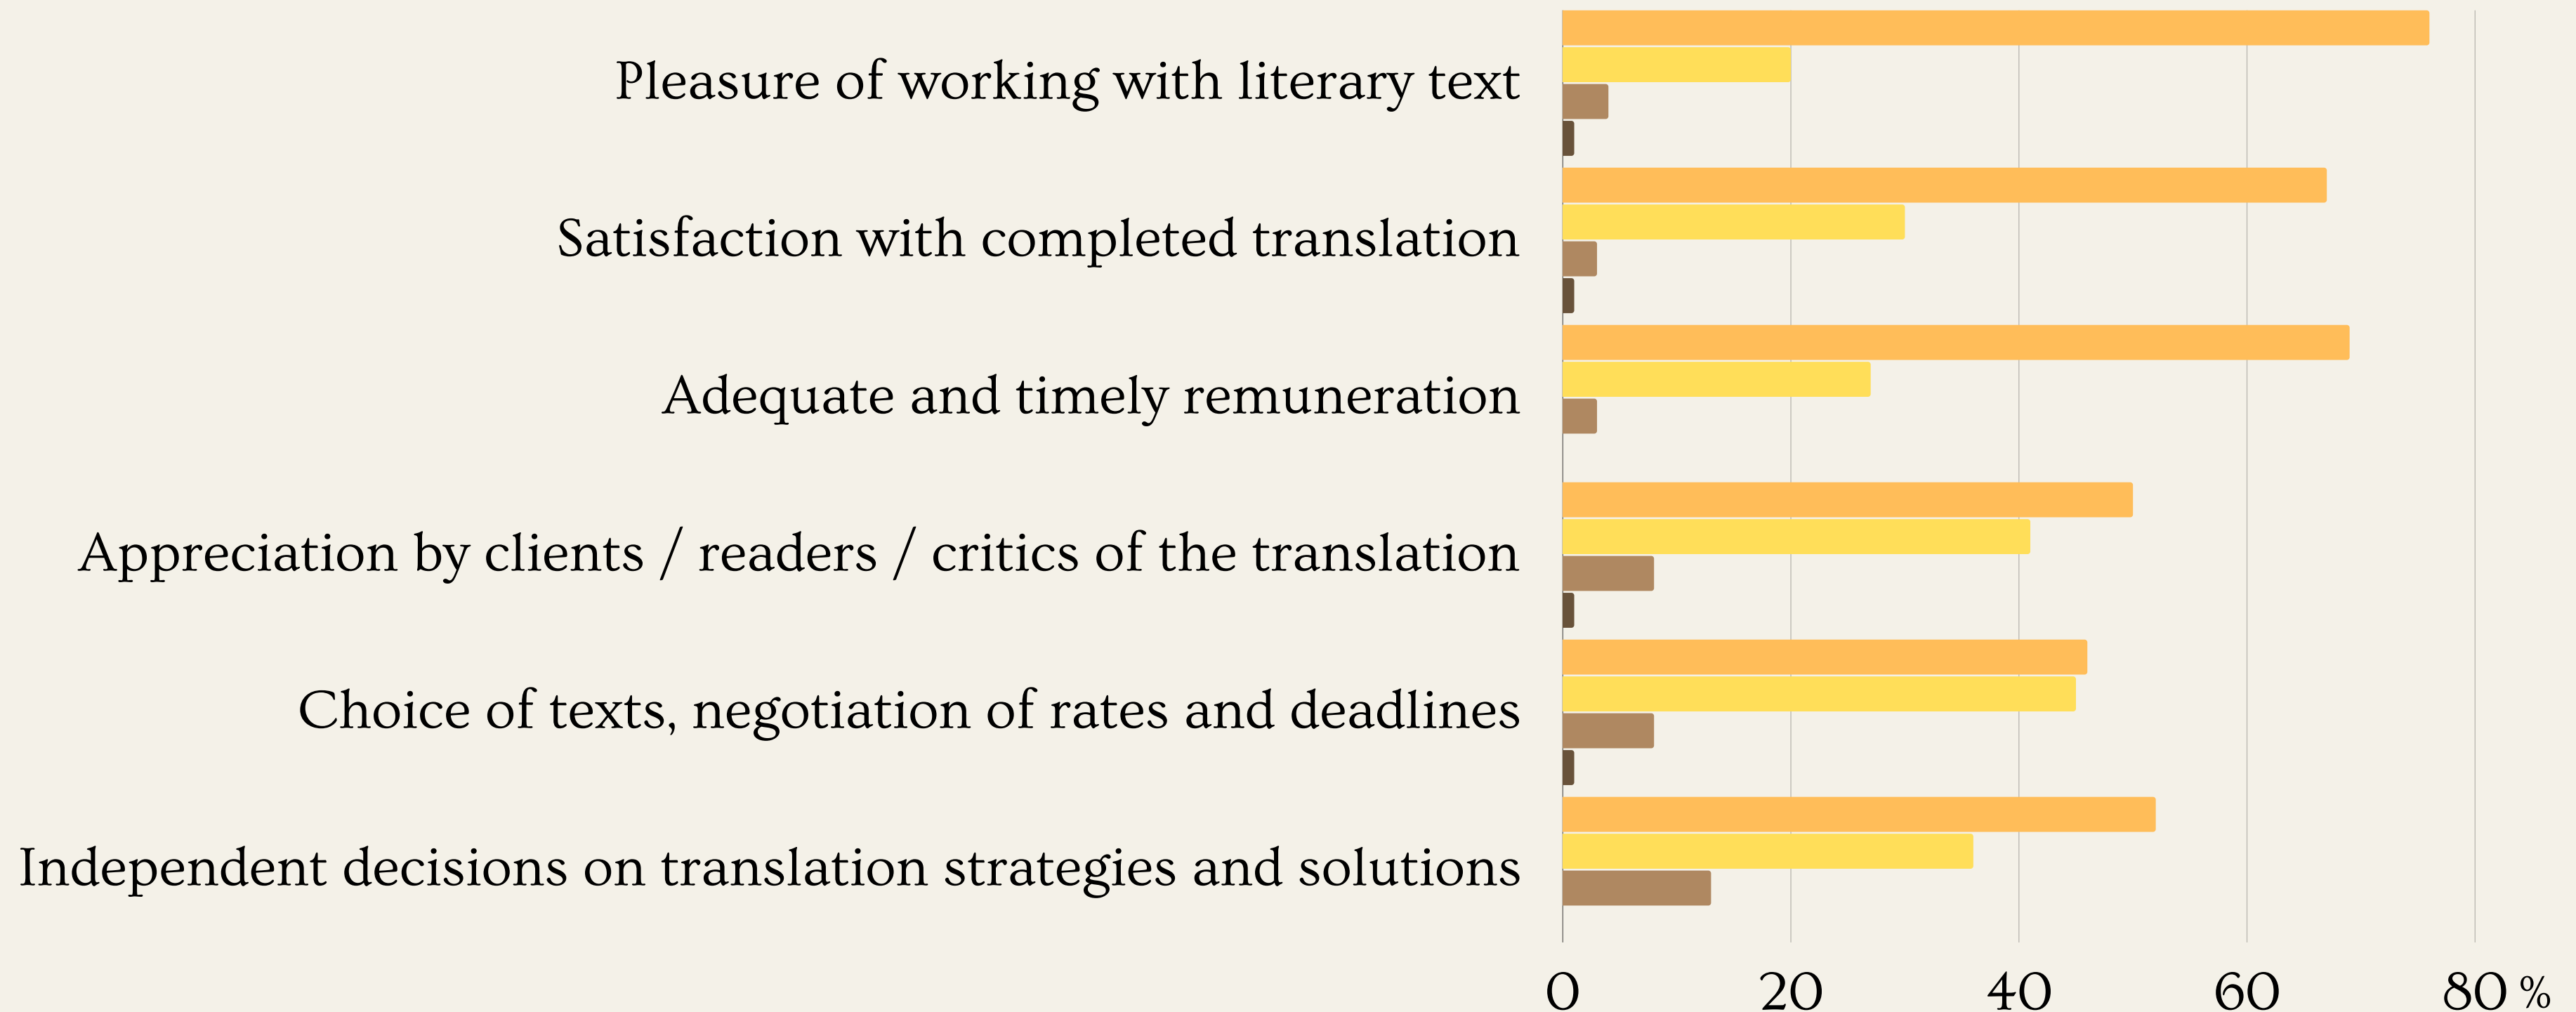 Pleasure of working with literary text
Satisfaction with completed translation
Adequate and timely remuneration
Appreciation by clients / readers / critics of the translation
Choice of texts, negotiation of rates and deadlines
Independent decisions on translation strategies and solutions
0 20 40 60 80 %